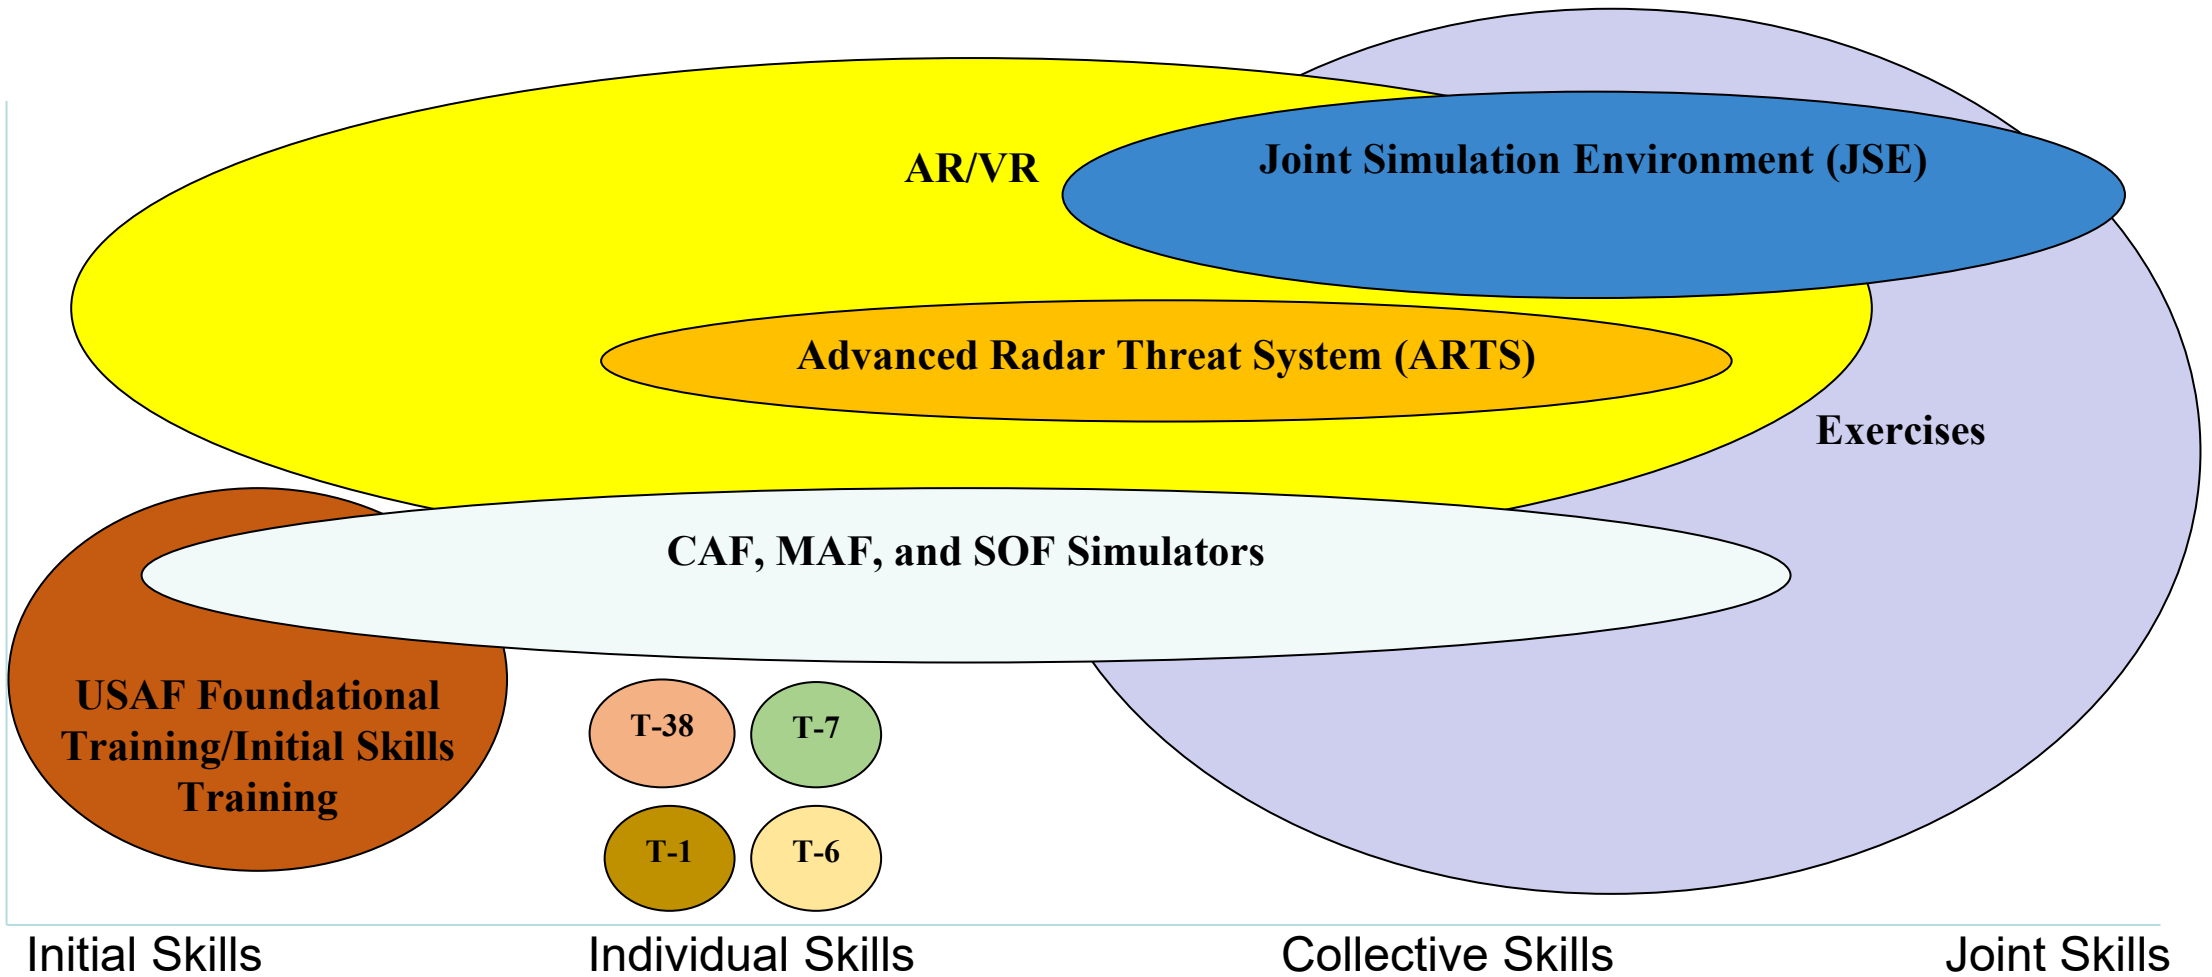 AR/VR
Joint Simulation Environment (JSE)
Advanced Radar Threat System (ARTS)
Exercises
CAF, MAF, and SOF Simulators
USAF Foundational
Training/Initial Skills
Training
T-38
T-7
T-1
T-6
Initial Skills
Individual Skills
Collective Skills
Joint Skills